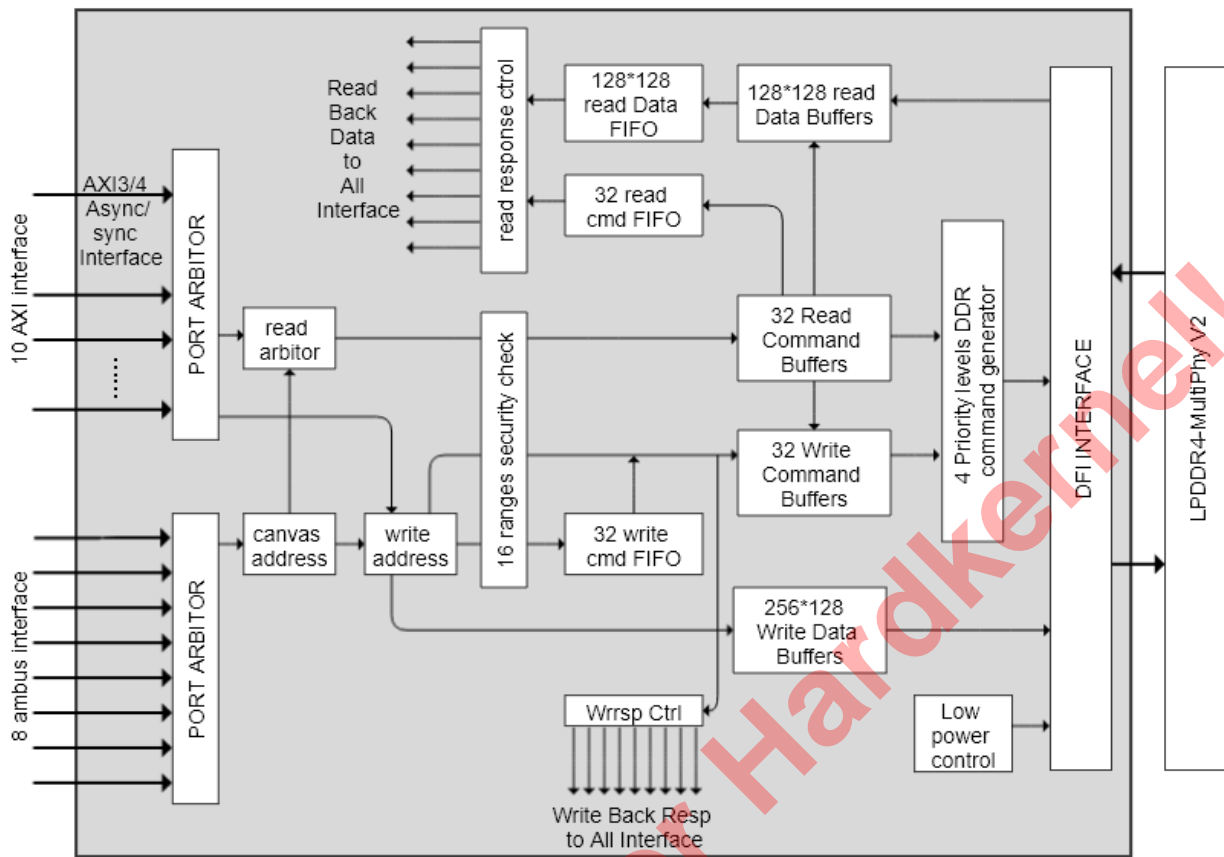 10 AXI interface
AXI3/4
Async/
sync
Interface
PORT ARBITOR
Read
Back
Data
to
All
Interface
read response ctrol
128*128
read Data
FIFO
128*128 read
Data Buffers
32 read
cmd FIFO
read
arbitor
16 ranges security check
32 Read
Command
Buffers
32 Write
Command
Buffers
4 Priority levels DDR
command generator
DFI INTERFACE
LPDDR4-MultiPhy V2
8 ambus interface
PORT ARBITOR
canvas
address
write
address
32 write
cmd FIFO
256*128
Write Data
Buffers
Wrrsp Ctrl
Write Back Resp
to All Interface
Low
power
control
r Hardkernel!